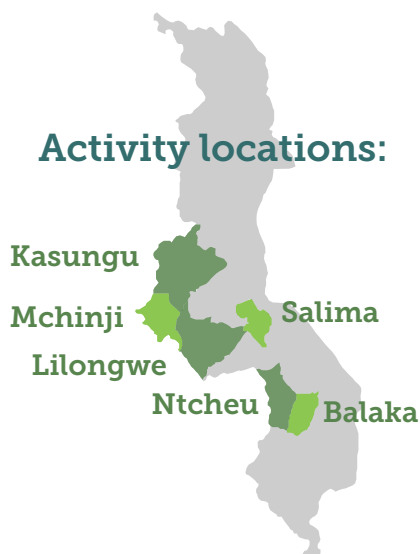 Activity locations:
Kasungu
Mchinji
Salima
Lilongwe
Ntcheu
Balaka